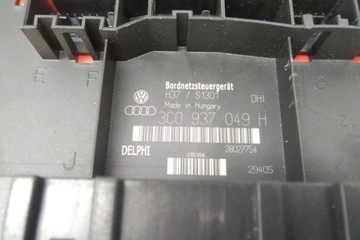 Bordnetzsteuergerät
H37 / S1301
DHI
Made in Hungary
3C0 937 049 H
DELPHI
28027754
29405
E
F
J
G